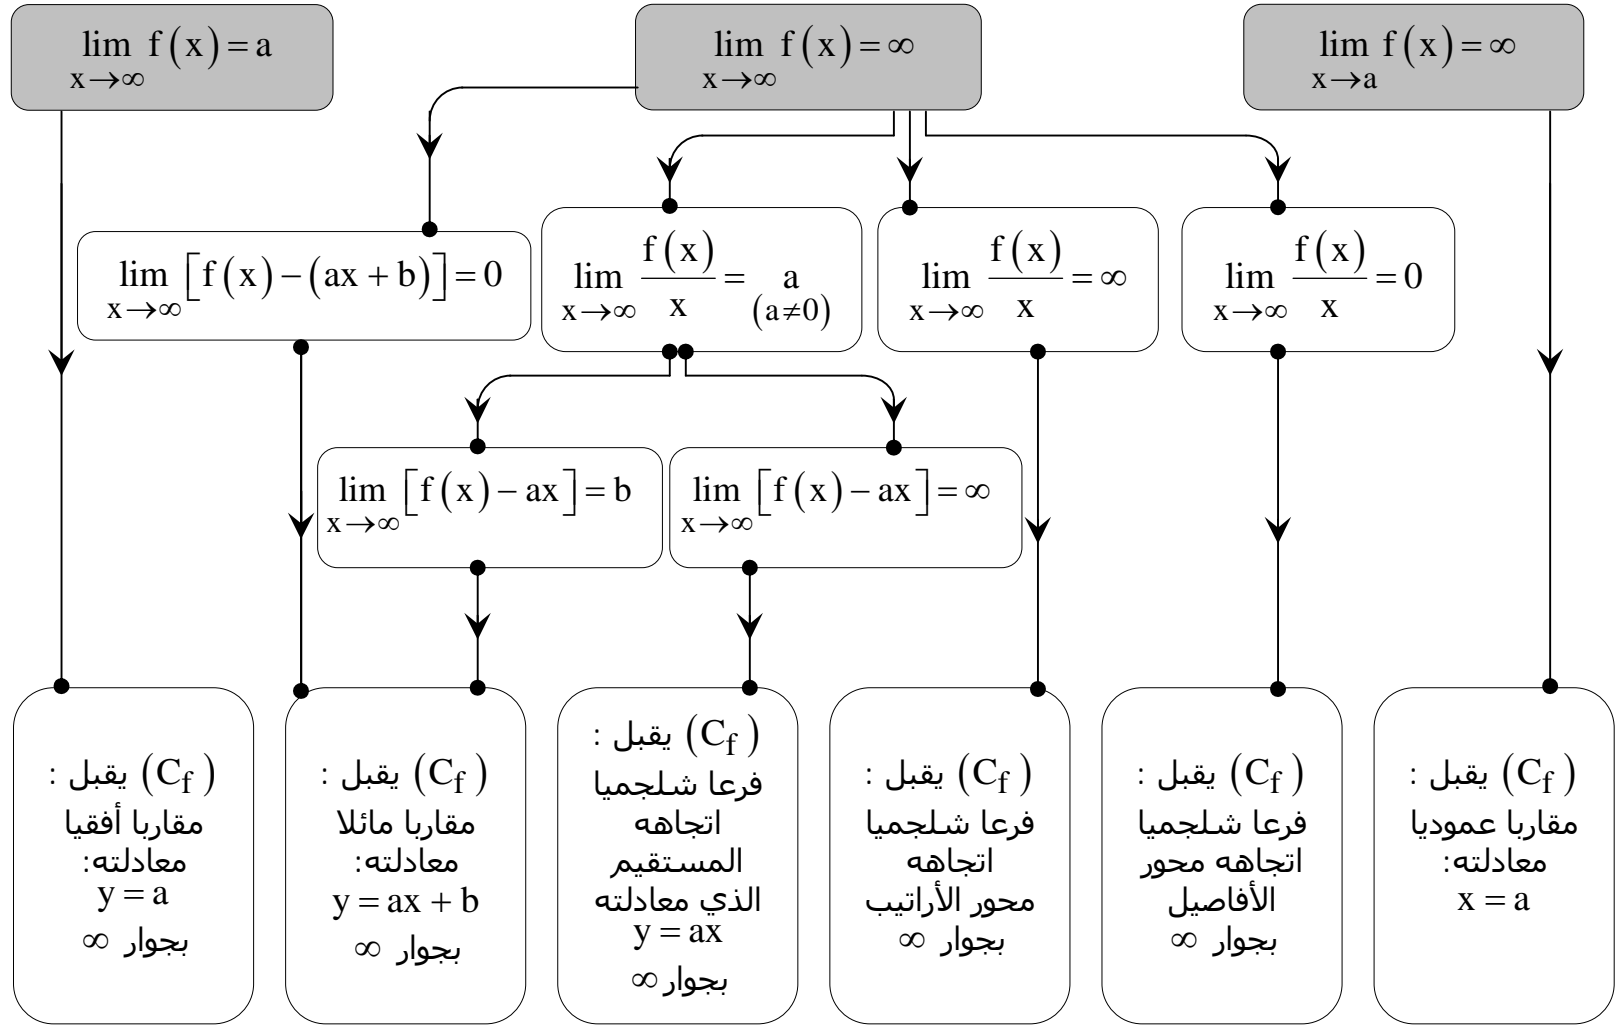 lim f(x) = a
x→∞
lim f(x) = ∞
x→∞
lim f(x) = ∞
x→a
lim [f(x) − (ax + b)] = 0
x→∞
lim f(x)/x = a
x→∞ (a≠0)
lim f(x)/x = ∞
x→∞
lim f(x)/x = 0
x→∞
lim [f(x) − ax] = b
x→∞
lim [f(x) − ax] = ∞
x→∞
(C_f) يقبل :
مقاربا أفقيا
معادلته:
y = a
بجوار ∞
(C_f) يقبل :
مقاربا مائلا
معادلته:
y = ax + b
بجوار ∞
(C_f) يقبل :
فرعا شلجميا
اتجاهه
المستقيم
الذي معادلته
y = ax
بجوار ∞
(C_f) يقبل :
فرعا شلجميا
اتجاهه
محور الأراتيب
بجوار ∞
(C_f) يقبل :
فرعا شلجميا
اتجاهه محور
الأفاصيل
بجوار ∞
(C_f) يقبل :
مقاربا عموديا
معادلته:
x = a